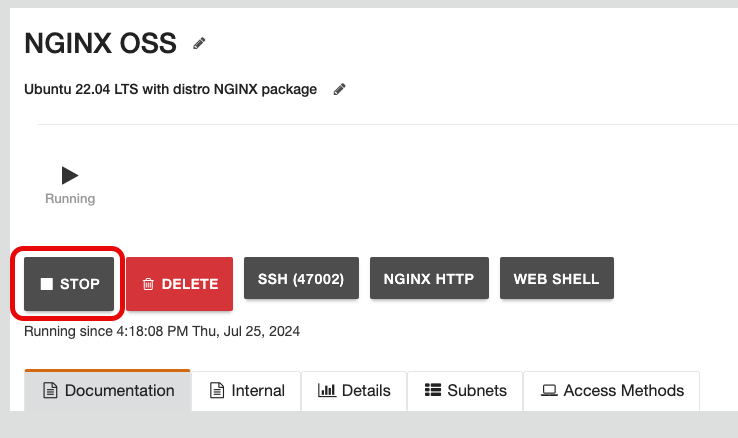 NGINX OSS
Ubuntu 22.04 LTS with distro NGINX package
Running
STOP DELETE SSH (47002) NGINX HTTP WEB SHELL
Running since 4:18:08 PM Thu, Jul 25, 2024
Documentation Internal Details Subnets Access Methods